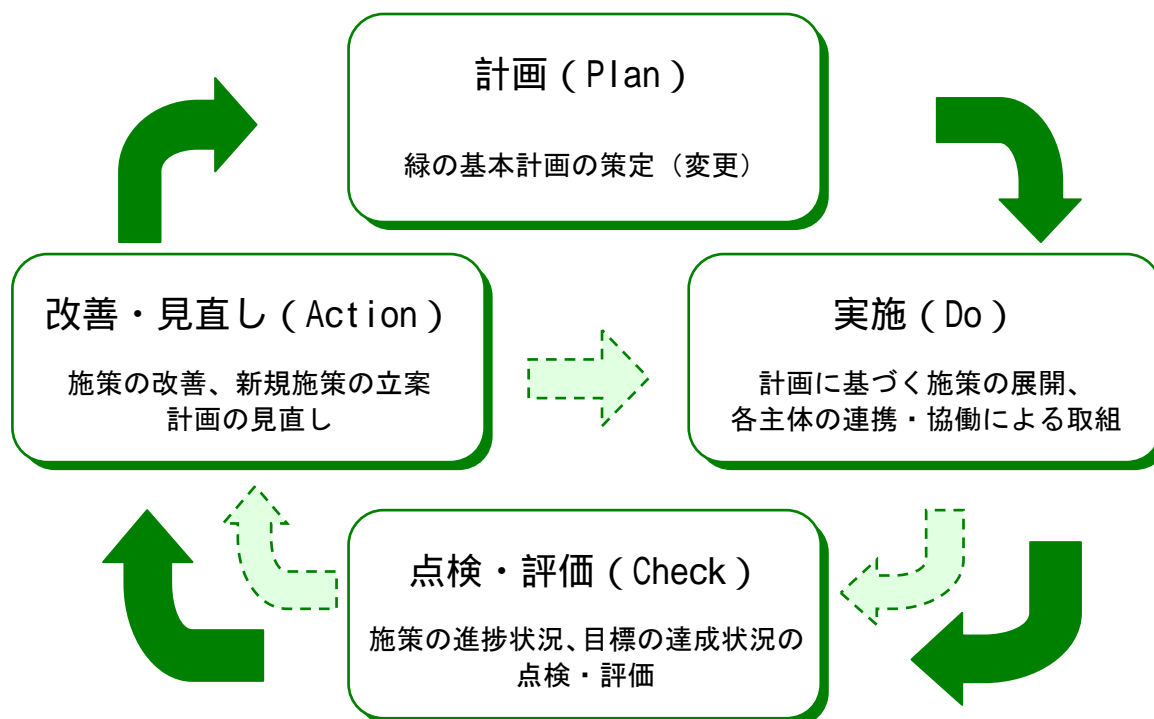 計画（Plan）
緑の基本計画の策定（変更）
改善・見直し（Action）
施策の改善、新規施策の立案
計画の見直し
実施（Do）
計画に基づく施策の展開、
各主体の連携・協働による取組
点検・評価（Check）
施策の進捗状況、目標の達成状況の
点検・評価